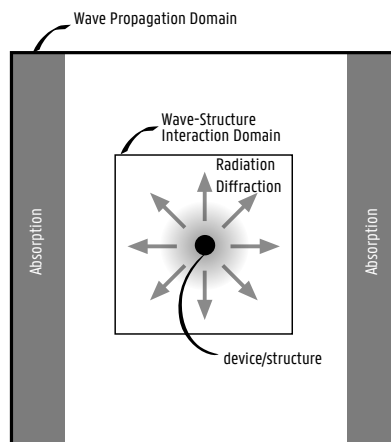 Wave Propagation Domain
Wave-Structure
Interaction Domain
Radiation
Diffraction
Absorption
Absorption
device/structure